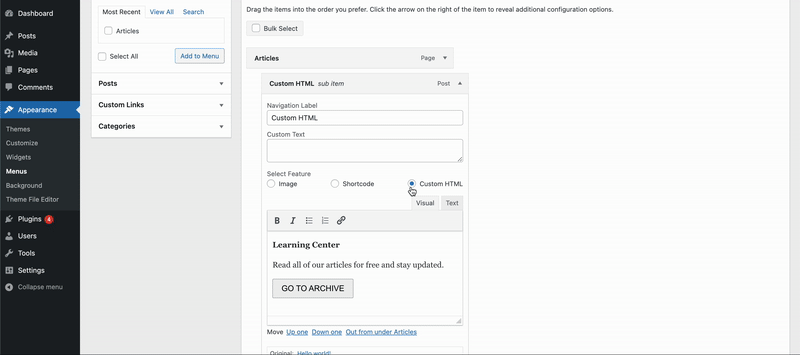 Dashboard
Posts
Media
Pages
Comments
Appearance
Themes
Customize
Widgets
Menus
Background
Theme File Editor
Plugins 4
Users
Tools
Settings
Collapse menu
Most Recent View All Search
Articles
Select All Add to Menu
Posts
Custom Links
Categories
Drag the items into the order you prefer. Click the arrow on the right of the item to reveal additional configuration options.
Bulk Select
Articles Page
Custom HTML sub item Post
Navigation Label
Custom HTML
Custom Text
Select Feature
Image Shortcode Custom HTML
Visual Text
B I
Learning Center
Read all of our articles for free and stay updated.
GO TO ARCHIVE
Move Up one Down one Out from under Articles
Original: Hello world!